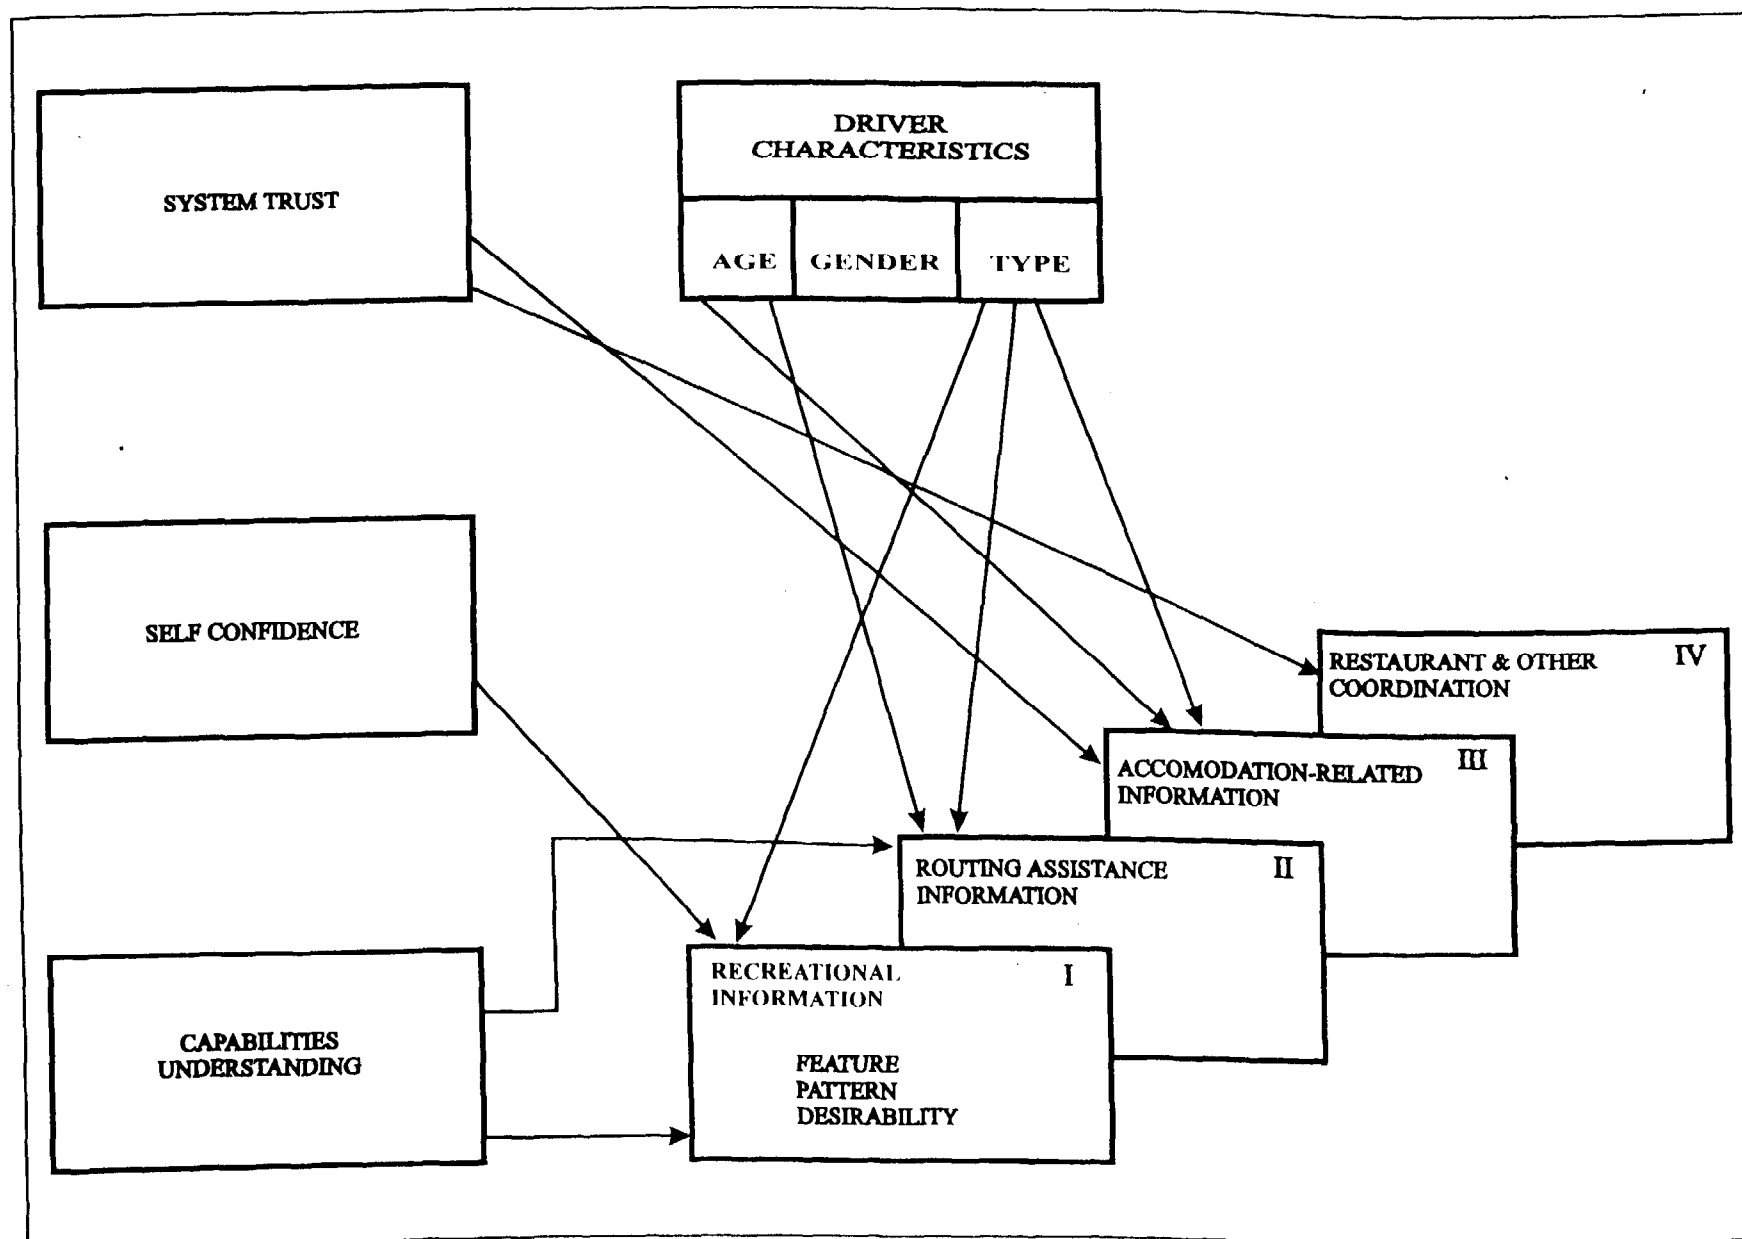 SYSTEM TRUST
DRIVER
CHARACTERISTICS
AGE
GENDER
TYPE
SELF CONFIDENCE
RESTAURANT & OTHER
COORDINATION
IV
ACCOMODATION-RELATED
INFORMATION
III
ROUTING ASSISTANCE
INFORMATION
II
RECREATIONAL
INFORMATION
I
FEATURE
PATTERN
DESIRABILITY
CAPABILITIES
UNDERSTANDING